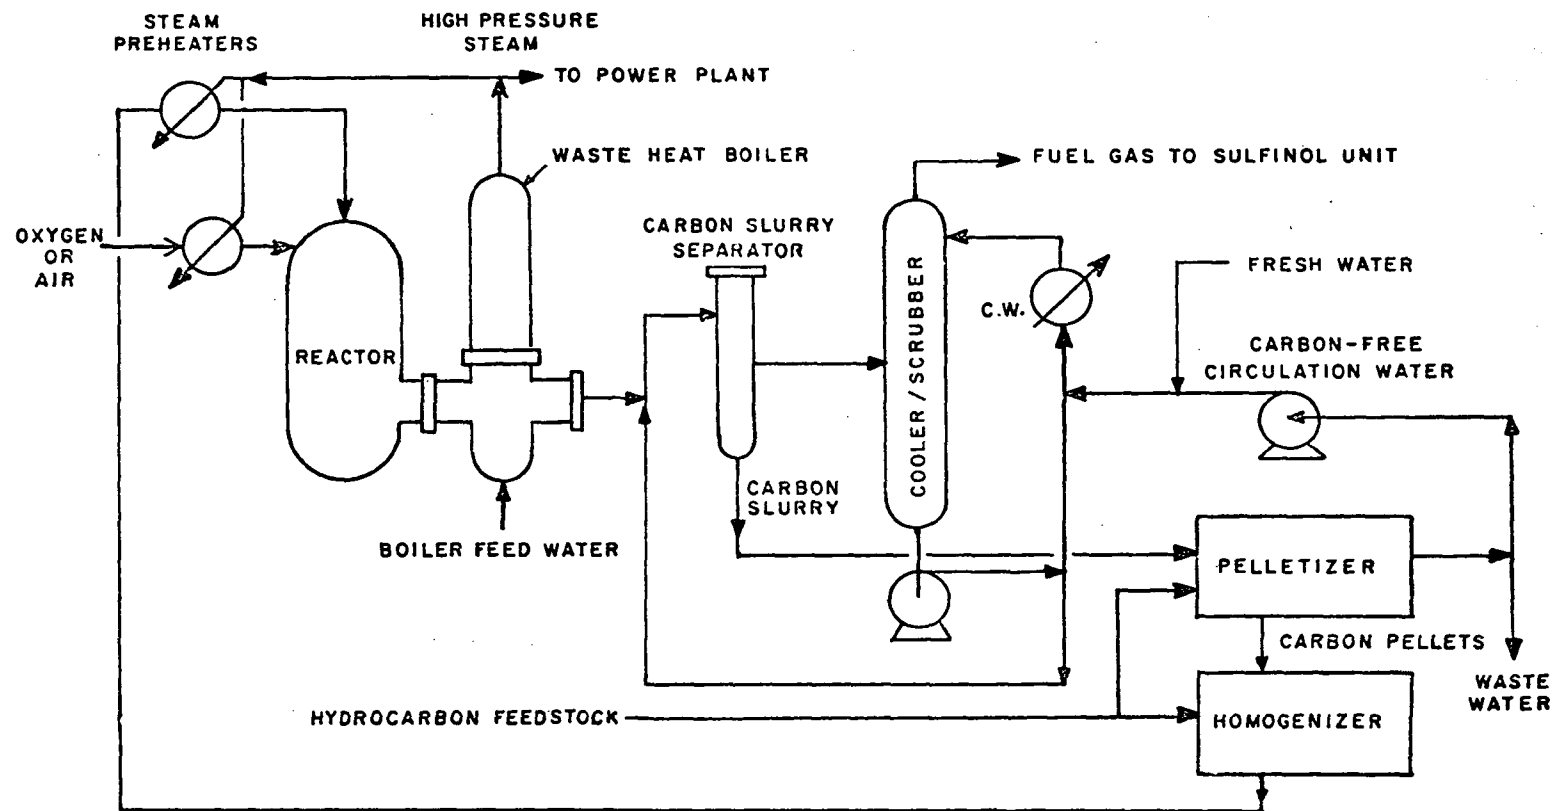 STEAM
PREHEATERS
HIGH PRESSURE
STEAM
TO POWER PLANT
WASTE HEAT BOILER
FUEL GAS TO SULFINOL UNIT
OXYGEN
OR
AIR
CARBON SLURRY
SEPARATOR
FRESH WATER
C.W.
REACTOR
COOLER/SCRUBBER
CARBON-FREE
CIRCULATION WATER
CARBON
SLURRY
BOILER FEED WATER
PELLETIZER
CARBON PELLETS
WASTE
WATER
HYDROCARBON FEEDSTOCK
HOMOGENIZER